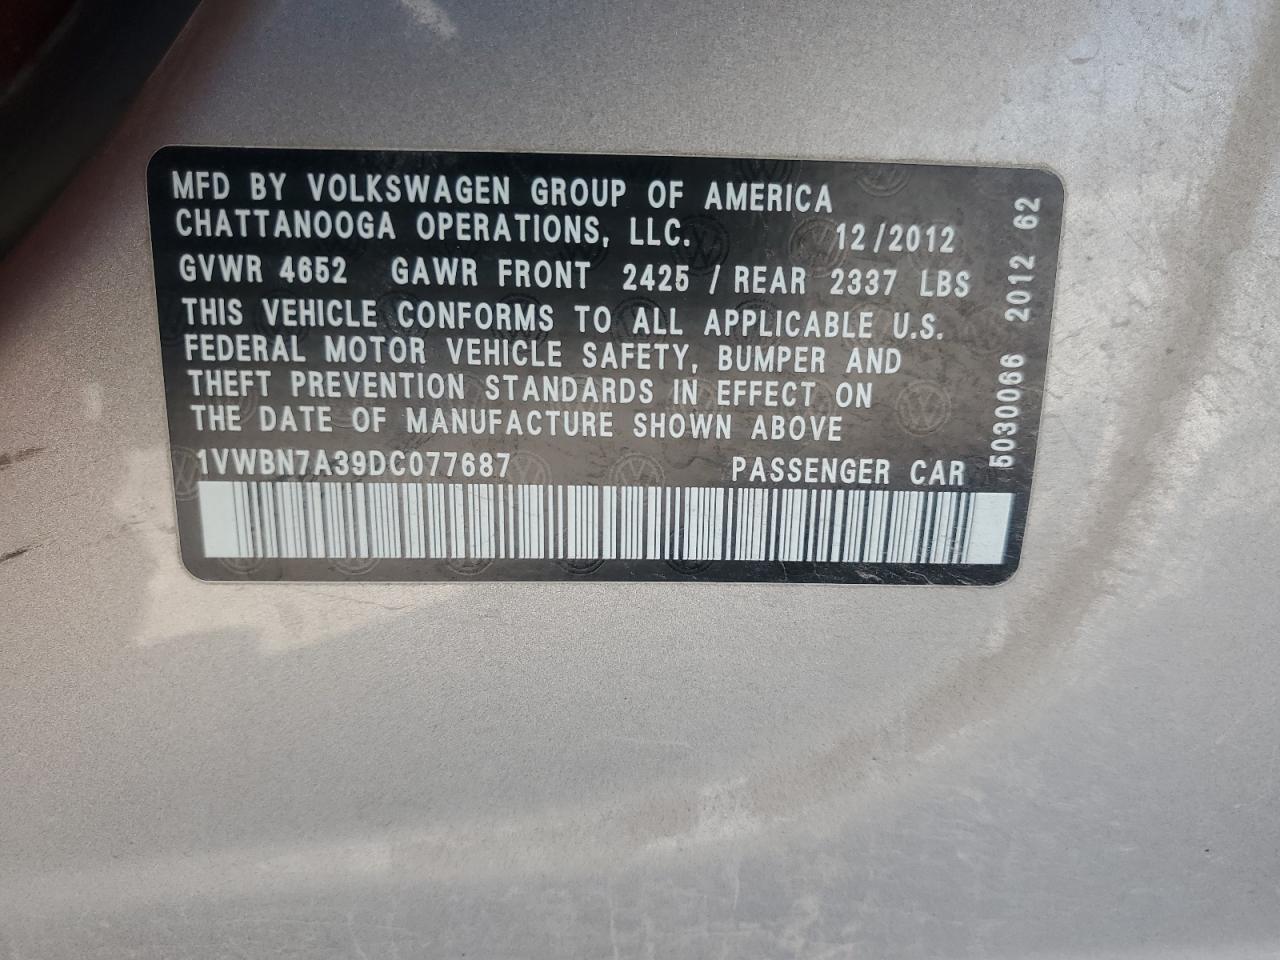 MFD BY VOLKSWAGEN GROUP OF AMERICA
CHATTANOOGA OPERATIONS, LLC. 12/2012
GVWR 4652 GAWR FRONT 2425 / REAR 2337 LBS
THIS VEHICLE CONFORMS TO ALL APPLICABLE U.S.
FEDERAL MOTOR VEHICLE SAFETY, BUMPER AND
THEFT PREVENTION STANDARDS IN EFFECT ON
THE DATE OF MANUFACTURE SHOWN ABOVE
1VWBN7A39DC077687 PASSENGER CAR
5030066 2012 62